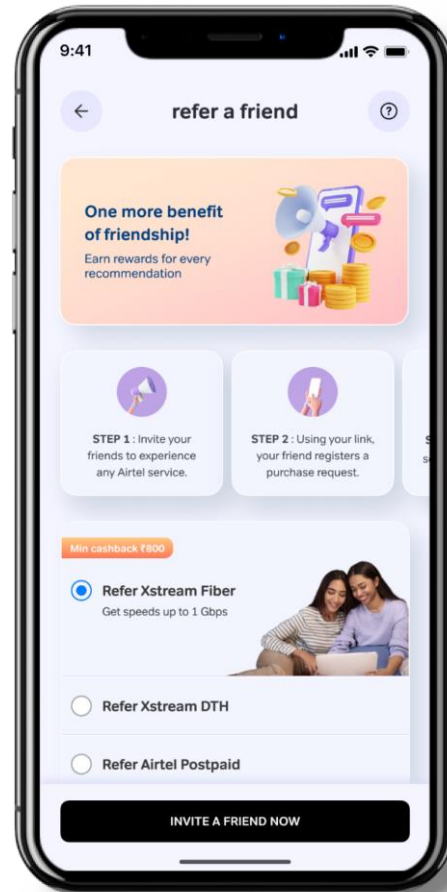 9:41
refer a friend
One more benefit
of friendship!
Earn rewards for every
recommendation
STEP 1 : Invite your
friends to experience
any Airtel service.
STEP 2 : Using your link,
your friend registers a
purchase request.
Min cashback ₹800
Refer Xstream Fiber
Get speeds up to 1 Gbps
Refer Xstream DTH
Refer Airtel Postpaid
INVITE A FRIEND NOW